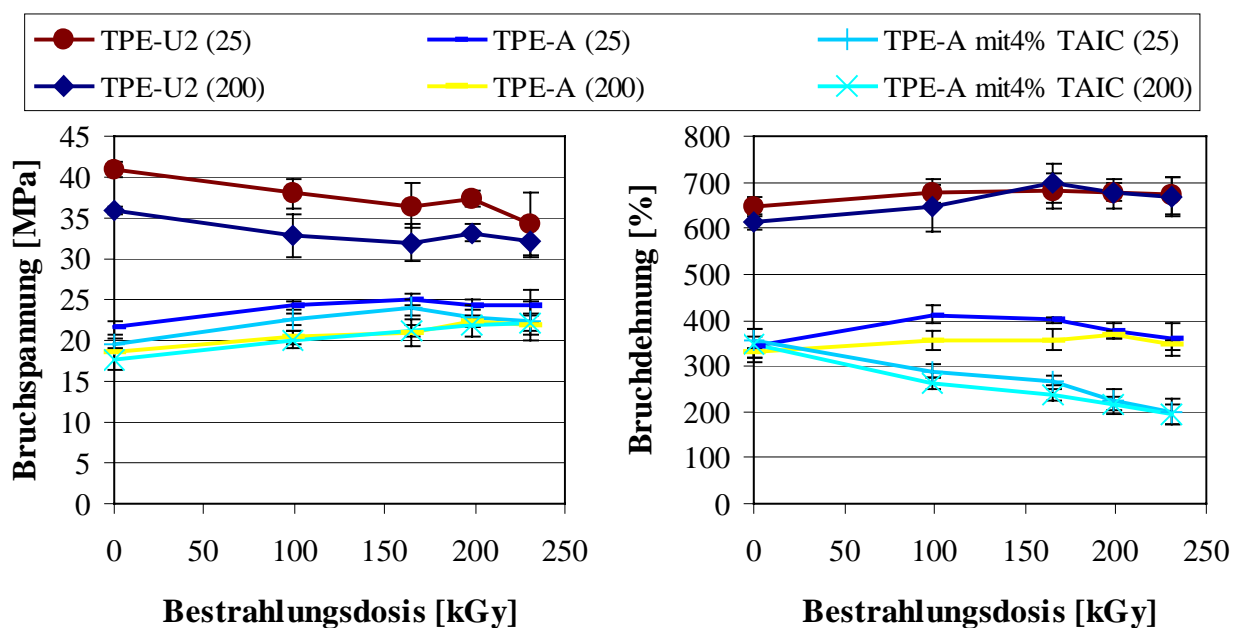 TPE-U2 (25) TPE-A (25) TPE-A mit4% TAIC (25)
TPE-U2 (200) TPE-A (200) TPE-A mit4% TAIC (200)
Bruchspannung [MPa]
45
40
35
30
25
20
15
10
5
0
0 50 100 150 200 250
Bestrahlungsdosis [kGy]
Bruchdehnung [%]
800
700
600
500
400
300
200
100
0
0 50 100 150 200 250
Bestrahlungsdosis [kGy]